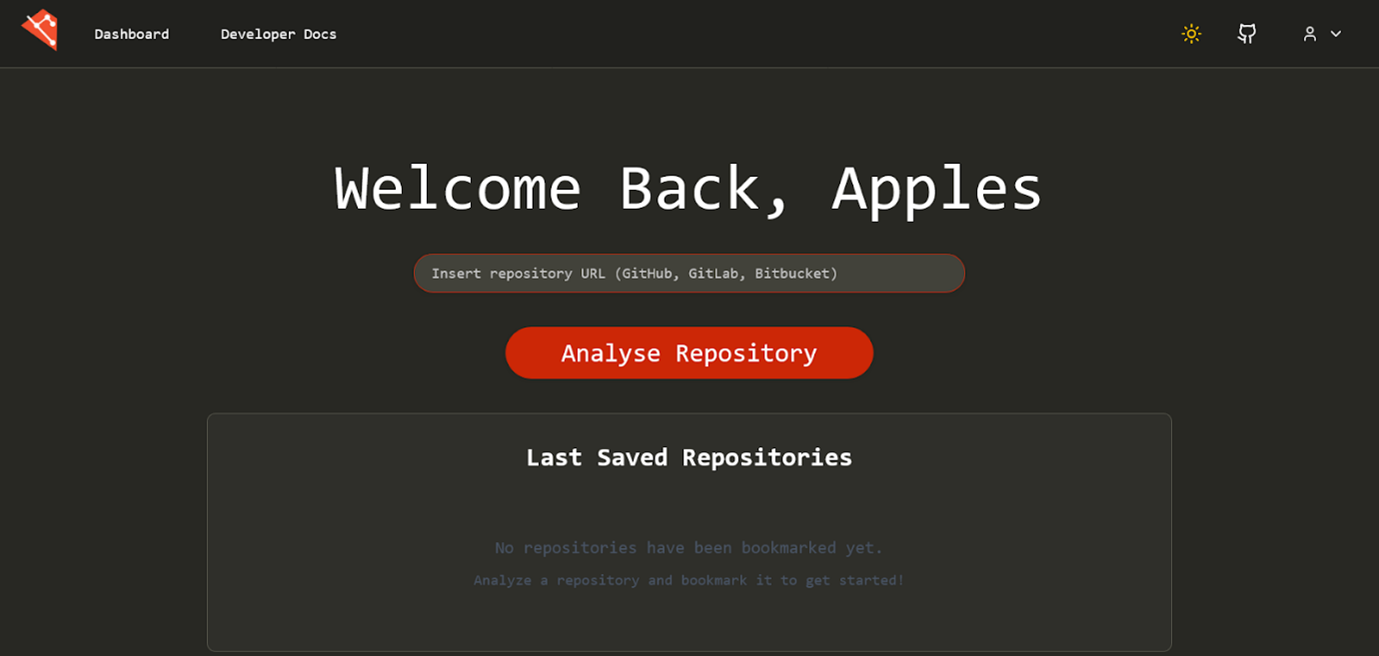 Dashboard
Developer Docs
Welcome Back, Apples
Insert repository URL (GitHub, GitLab, Bitbucket)
Analyse Repository
Last Saved Repositories
No repositories have been bookmarked yet.
Analyze a repository and bookmark it to get started!